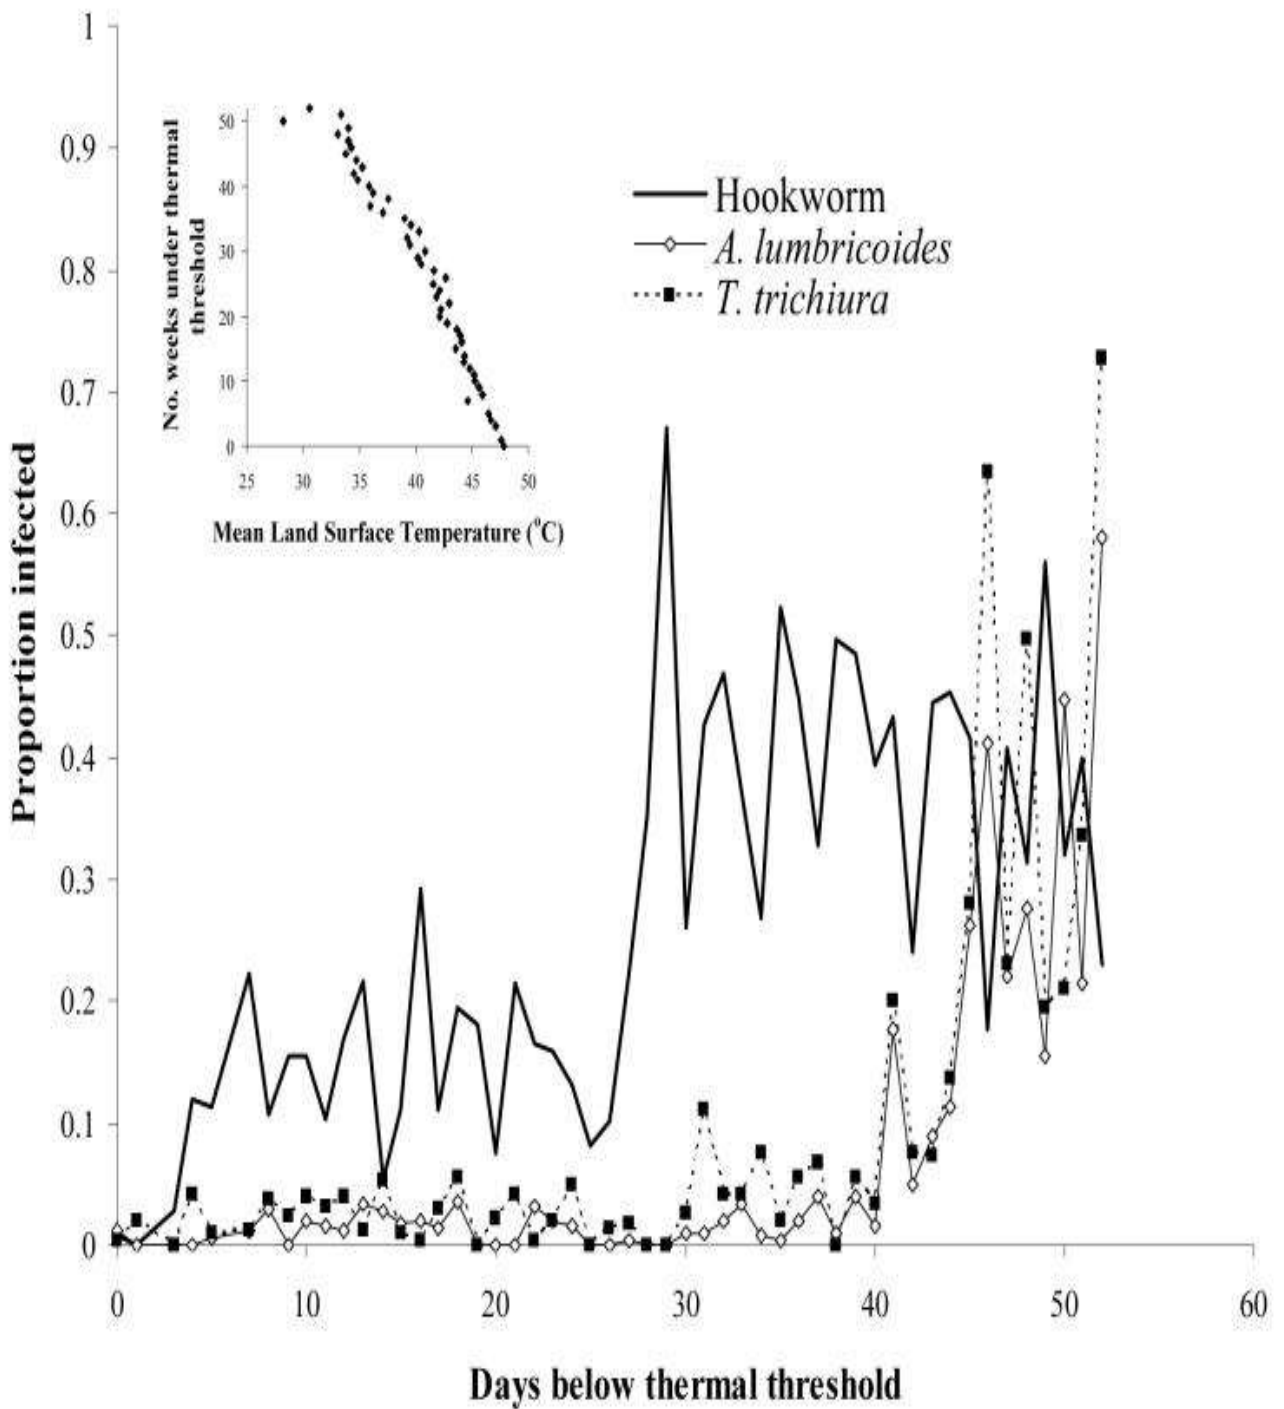 1
0.9
0.8
0.7
0.6
0.5
0.4
0.3
0.2
0.1
0
Proportion infected
0 10 20 30 40 50 60
Days below thermal threshold
No. weeks under thermal
threshold
50
40
30
20
10
0
25 30 35 40 45 50
Mean Land Surface Temperature (°C)
Hookworm
A. lumbricoides
T. trichiura